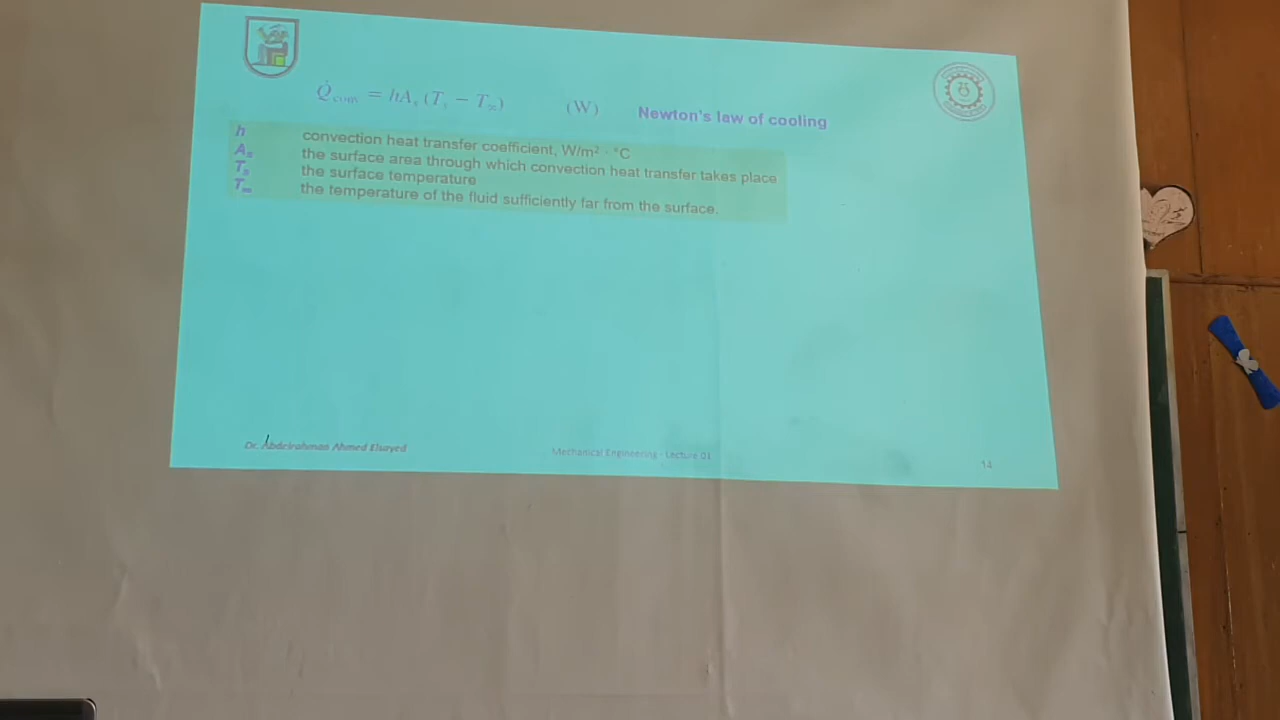 Q̇conv = hAs (Ts − T∞) (W) Newton's law of cooling
h convection heat transfer coefficient, W/m² · °C
As the surface area through which convection heat transfer takes place
Ts the surface temperature
T∞ the temperature of the fluid sufficiently far from the surface.
Dr. Abdelrahman Ahmed Elsayed Mechanical Engineering - Lecture 01 14